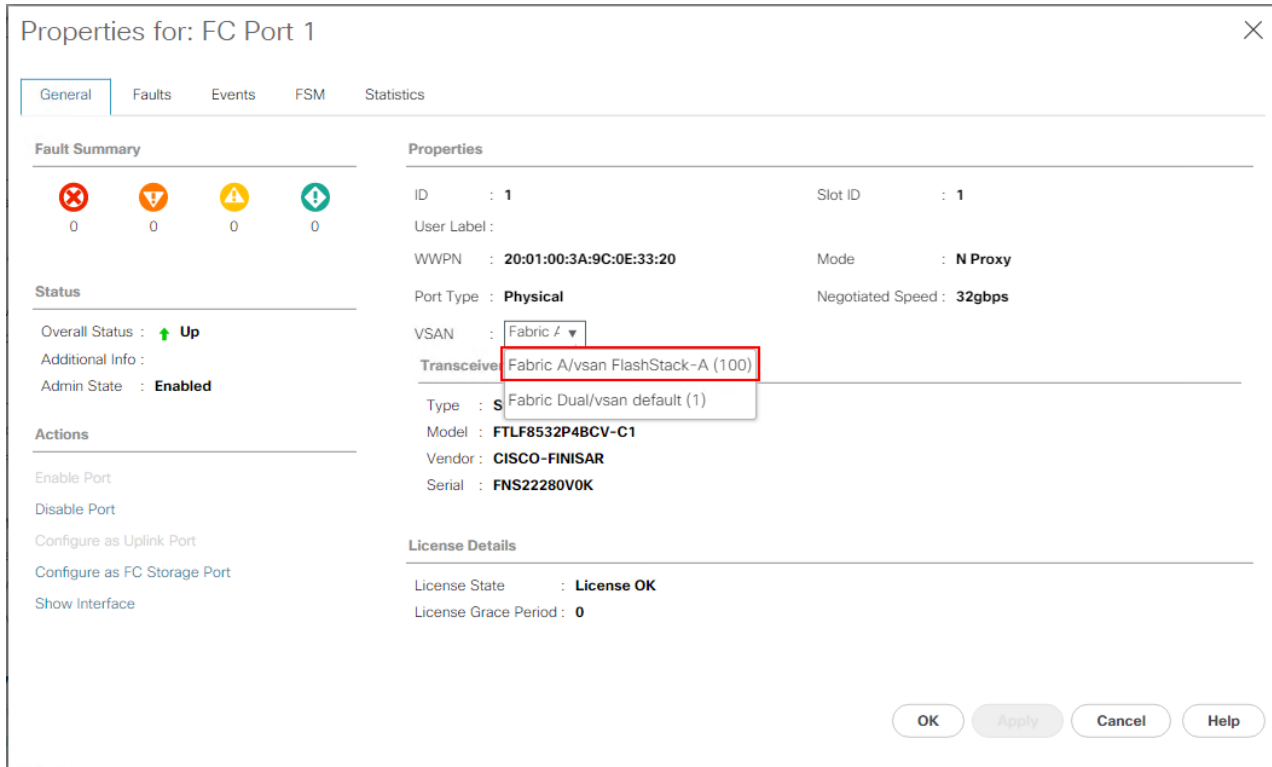 Properties for: FC Port 1
General Faults Events FSM Statistics
Fault Summary
0 0 0 0
Status
Overall Status : Up
Additional Info :
Admin State : Enabled
Actions
Enable Port
Disable Port
Configure as Uplink Port
Configure as FC Storage Port
Show Interface
Properties
ID : 1 Slot ID : 1
User Label :
WWPN : 20:01:00:3A:9C:0E:33:20 Mode : N Proxy
Port Type : Physical Negotiated Speed : 32gbps
VSAN : Fabric
Fabric A/vsan FlashStack-A (100)
Fabric Dual/vsan default (1)
Transceiver
Type : S
Model : FTLF8532P4BCV-C1
Vendor : CISCO-FINISAR
Serial : FNS22280V0K
License Details
License State : License OK
License Grace Period : 0
OK Apply Cancel Help